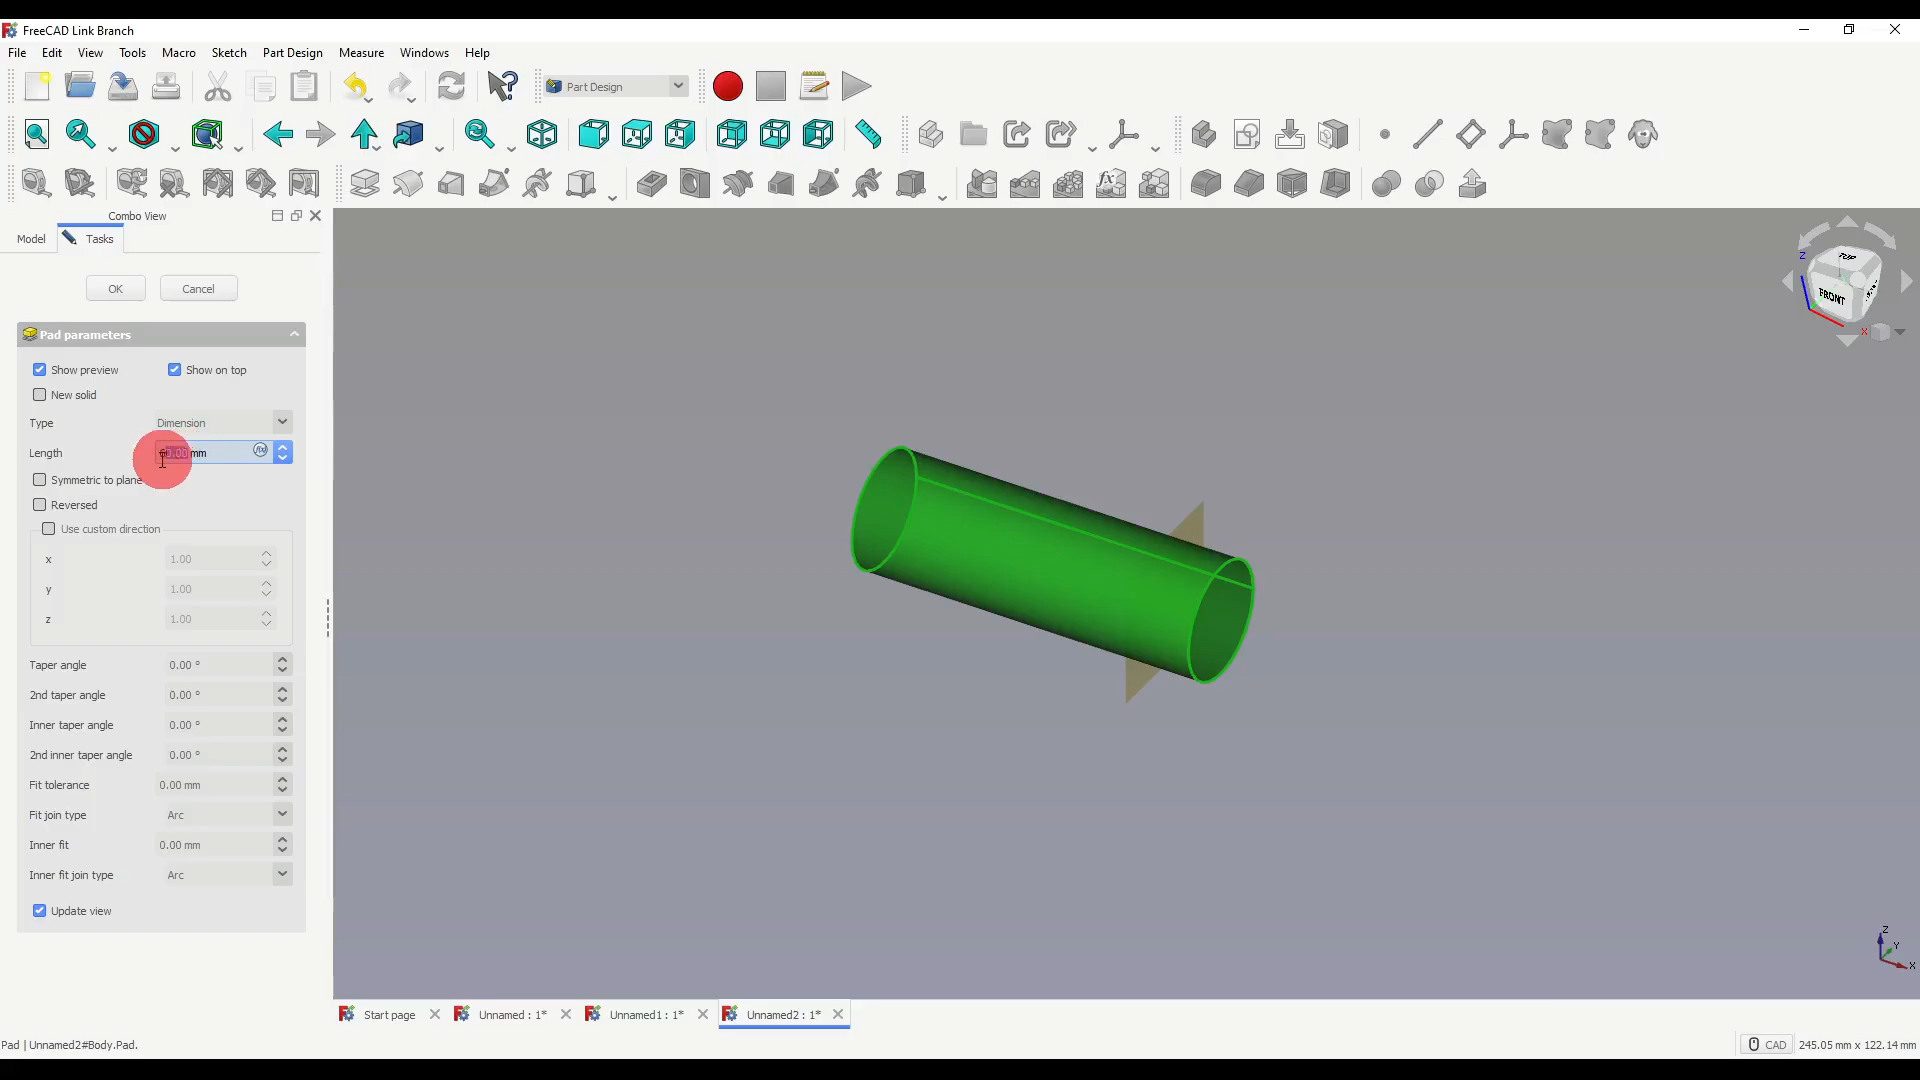 FreeCAD Link Branch
File Edit View Tools Macro Sketch Part Design Measure Windows Help
Part Design
Combo View
Model Tasks
OK Cancel
Pad parameters
Show preview Show on top
New solid
Type Dimension
Length mm
Symmetric to plane
Reversed
Use custom direction
x 1.00
y 1.00
z 1.00
Taper angle 0.00 °
2nd taper angle 0.00 °
Inner taper angle 0.00 °
2nd inner taper angle 0.00 °
Fit tolerance 0.00 mm
Fit join type Arc
Inner fit 0.00 mm
Inner fit join type Arc
Update view
TOP
FRONT
Z
X
Z
Y
X
Start page Unnamed : 1* Unnamed1 : 1* Unnamed2 : 1*
Pad | Unnamed2#Body.Pad.
CAD 245.05 mm x 122.14 mm